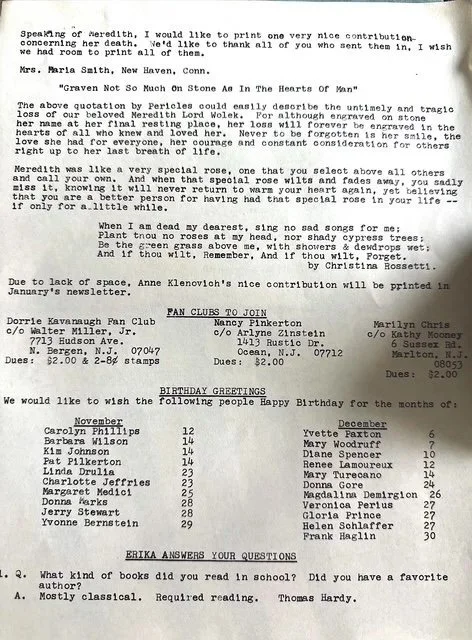 Speaking of Meredith, I would like to print one very nice contribution
concerning her death. We'd like to thank all of you who sent them in, I wish
we had room to print all of them.
Mrs. Maria Smith, New Haven, Conn.
"Graven Not So Much On Stone As In The Hearts Of Man"
The above quotation by Pericles could easily describe the untimely and tragic
loss of our beloved Meredith Lord Wolek. For although engraved on stone
her name at her final resting place, her loss will forever be engraved in the
hearts of all who knew and loved her. Never to be forgotten is her smile, the
love she had for everyone, her courage and constant consideration for others
right up to her last breath of life.
Meredith was like a very special rose, one that you select above all others
and call your own. And when that special rose wilts and fades away, you sadly
miss it, knowing it will never return to warm your heart again, yet believing
that you are a better person for having had that special rose in your life --
if only for a little while.
When I am dead my dearest, sing no sad songs for me;
Plant thou no roses at my head, nor shady cypress trees;
Be the green grass above me, with showers & dewdrops wet;
And if thou wilt, Remember, And if thou wilt, Forget.
by Christina Rossetti.
Due to lack of space, Anne Klenovich's nice contribution will be printed in
January's newsletter.
FAN CLUBS TO JOIN
Dorrie Kavanaugh Fan Club
c/o Walter Miller, Jr.
7713 Hudson Ave.
N. Bergen, N.J. 07047
Dues: $2.00 & 2-8¢ stamps
Nancy Pinkerton
c/o Arlyne Zinstein
1413 Rustic Dr.
Ocean, N.J. 07712
Dues: $2.00
Marilyn Chris
c/o Kathy Mooney
6 Sussex Rd.
Marlton, N.J.
08053
Dues: $2.00
BIRTHDAY GREETINGS
We would like to wish the following people Happy Birthday for the months of:
November
Carolyn Phillips 12
Barbara Wilson 14
Kim Johnson 14
Pat Pilkerton 14
Linda Drulia 23
Charlotte Jeffries 23
Margaret Medici 25
Donna Marks 28
Jerry Stewart 28
Yvonne Bernstein 29
December
Yvette Paxton 6
Mary Woodruff 7
Diane Spencer 10
Renee Lamoureux 12
Mary Turecano 14
Donna Gore 24
Magdalina Demirgion 26
Veronica Perius 27
Gloria Prince 27
Helen Schlaffer 27
Frank Haglin 30
ERIKA ANSWERS YOUR QUESTIONS
1. Q. What kind of books did you read in school? Did you have a favorite
author?
A. Mostly classical. Required reading. Thomas Hardy.